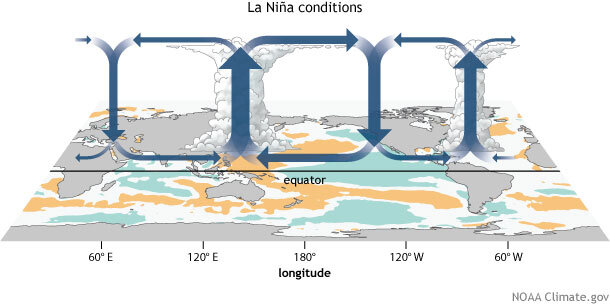 La Niña conditions
equator
60° E 120° E 180° 120° W 60° W
longitude
NOAA Climate.gov